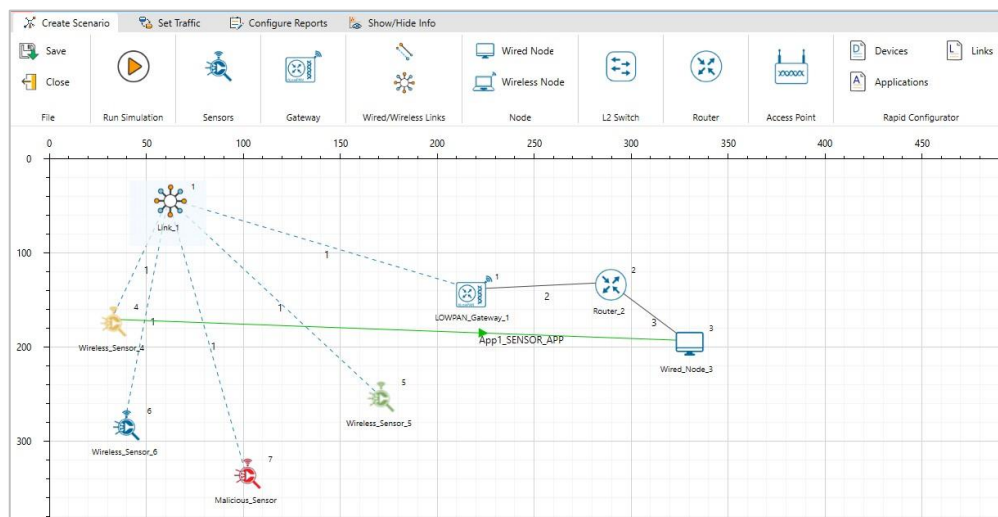 Create Scenario Set Traffic Configure Reports Show/Hide Info
Save Wired Node D Devices L Links
Close Wireless Node A Applications
File Run Simulation Sensors Gateway Wired/Wireless Links Node L2 Switch Router Access Point Rapid Configurator
0 50 100 150 200 250 300 350 400 450
0
1
Link_1
100
1
1 1 2
2
LOWPAN_Gateway_1
Router_2
4 1 1
3 3
App1_SENSOR_APP
Wireless_Sensor_4
1
200
Wired_Node_3
5
6
Wireless_Sensor_5
300
Wireless_Sensor_6
7
Malicious_Sensor